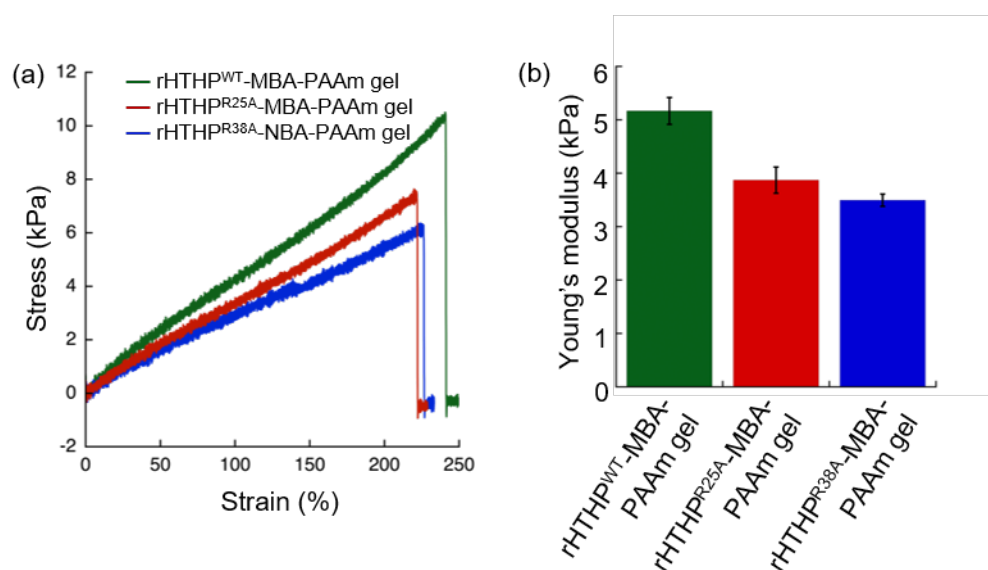 (a)
12
10
8
6
4
2
0
-2
Stress (kPa)
rHTHPᵂᵀ-MBA-PAAm gel
rHTHPᴿ²⁵ᴬ-MBA-PAAm gel
rHTHPᴿ³⁸ᴬ-NBA-PAAm gel
0 50 100 150 200 250
Strain (%)
(b)
6
5
4
3
2
1
0
Young's modulus (kPa)
rHTHPᵂᵀ-MBA-
PAAm gel
rHTHPᴿ²⁵ᴬ-MBA-
PAAm gel
rHTHPᴿ³⁸ᴬ-MBA-
PAAm gel